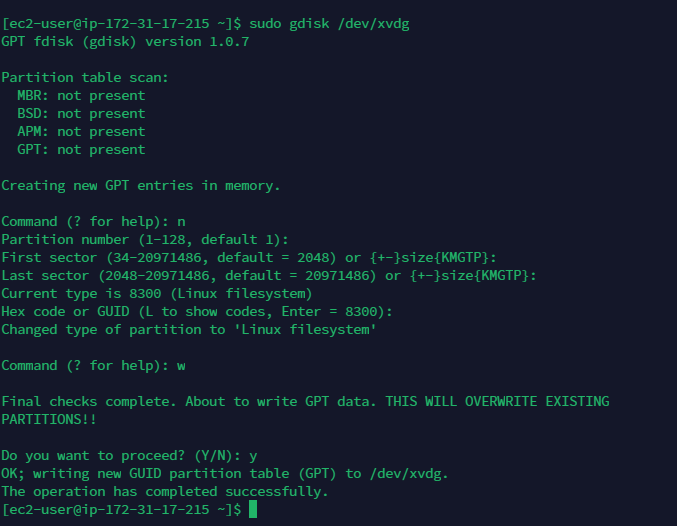 [ec2-user@ip-172-31-17-215 ~]$ sudo gdisk /dev/xvdg
GPT fdisk (gdisk) version 1.0.7
Partition table scan:
  MBR: not present
  BSD: not present
  APM: not present
  GPT: not present
Creating new GPT entries in memory.
Command (? for help): n
Partition number (1-128, default 1):
First sector (34-20971486, default = 2048) or {+-}size{KMGTP}:
Last sector (2048-20971486, default = 20971486) or {+-}size{KMGTP}:
Current type is 8300 (Linux filesystem)
Hex code or GUID (L to show codes, Enter = 8300):
Changed type of partition to 'Linux filesystem'
Command (? for help): w
Final checks complete. About to write GPT data. THIS WILL OVERWRITE EXISTING
PARTITIONS!!
Do you want to proceed? (Y/N): y
OK; writing new GUID partition table (GPT) to /dev/xvdg.
The operation has completed successfully.
[ec2-user@ip-172-31-17-215 ~]$